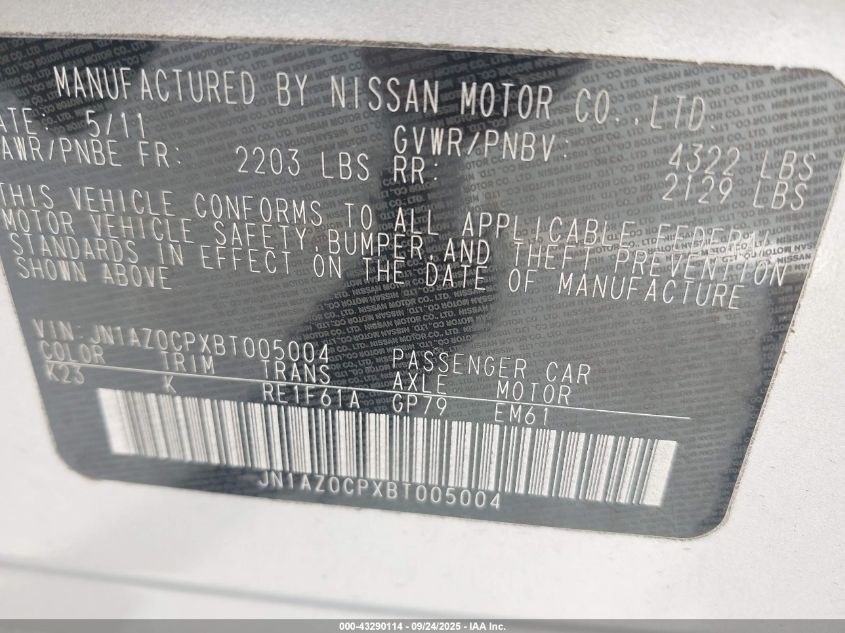 MANUFACTURED BY NISSAN MOTOR CO.,LTD.
ATE: 5/11 GVWR/PNBV: 4322 LBS
AWR/PNBE FR: 2203 LBS RR: 2129 LBS
THIS VEHICLE CONFORMS TO ALL APPLICABLE FEDERAL
MOTOR VEHICLE SAFETY,BUMPER,AND THEFT PREVENTION
STANDARDS IN EFFECT ON THE DATE OF MANUFACTURE
SHOWN ABOVE
VIN:JN1AZ0CPXBT005004 PASSENGER CAR
COLOR TRIM TRANS AXLE MOTOR
K23 K RE1F61A GP79 EM61
JN1AZ0CPXBT005004
000-43290114 - 09/24/2025 - IAA Inc.